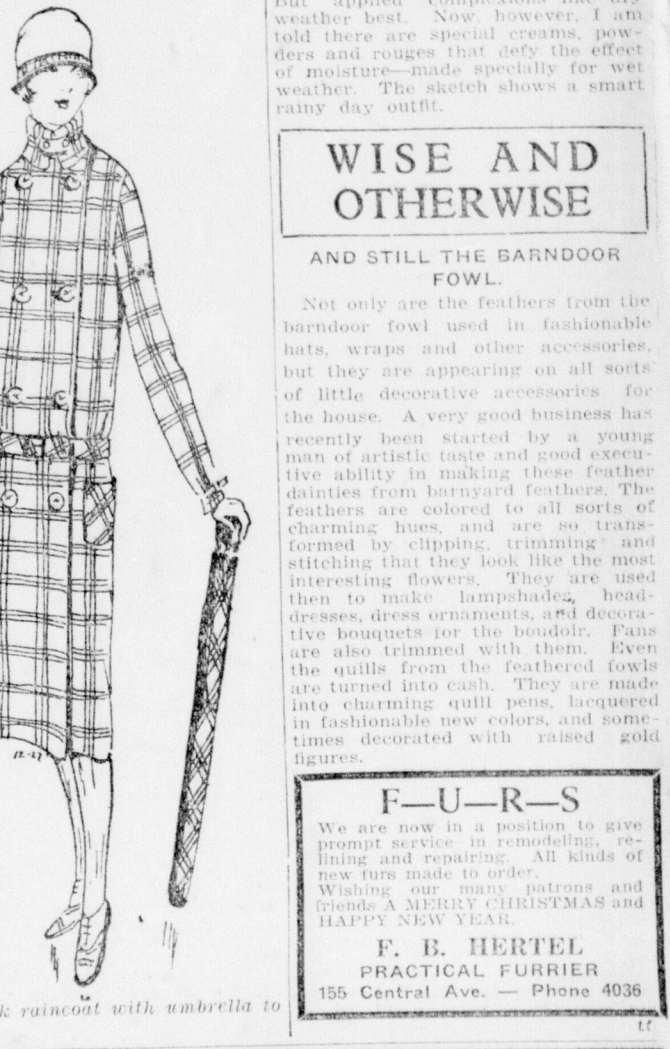 But applied complexions like dry
weather best. Now, however, I am
told there are special creams, pow-
ders and rouges that defy the effect
of moisture—made specially for wet
weather. The sketch shows a smart
rainy day outfit.
WISE AND
OTHERWISE
AND STILL THE BARNDOOR
FOWL.
Not only are the feathers from the
barndoor fowl used in fashionable
hats, wraps and other accessories,
but they are appearing on all sorts
of little decorative accessories for
the house. A very good business has
recently been started by a young
man of artistic taste and good execu-
tive ability in making these feather
dainties from barnyard feathers. The
feathers are colored to all sorts of
charming hues, and are so trans-
formed by clipping, trimming and
stitching that they look like the most
interesting flowers. They are used
then to make lampshades, head-
dresses, dress ornaments, and decora-
tive bouquets for the boudoir. Fans
are also trimmed with them. Even
the quills from the feathered fowls
are turned into cash. They are made
into charming quill pens, lacquered
in fashionable new colors, and some-
times decorated with raised gold
figures.
12-27
k raincoat with umbrella to
F—U—R—S
We are now in a position to give
prompt service in remodeling, re-
lining and repairing. All kinds of
new furs made to order.
Wishing our many patrons and
friends A MERRY CHRISTMAS and
HAPPY NEW YEAR.
F. B. HERTEL
PRACTICAL FURRIER
155 Central Ave. — Phone 4036
tf